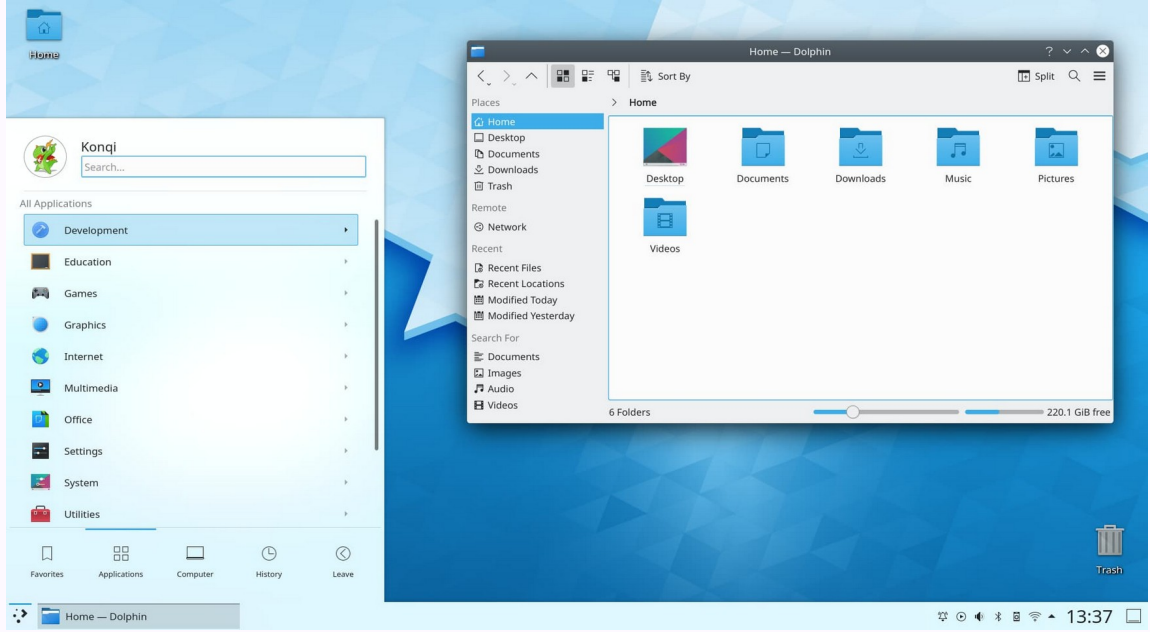 Home
Home — Dolphin
Sort By
Split
Places
Home
Desktop
Documents
Downloads
Trash
Remote
Network
Recent
Recent Files
Recent Locations
Modified Today
Modified Yesterday
Search For
Documents
Images
Audio
Videos
Home
Desktop
Documents
Downloads
Music
Pictures
Videos
6 Folders
220.1 GiB free
Konqi
Search...
All Applications
Development
Education
Games
Graphics
Internet
Multimedia
Office
Settings
System
Utilities
Favorites
Applications
Computer
History
Leave
Trash
Home — Dolphin
13:37